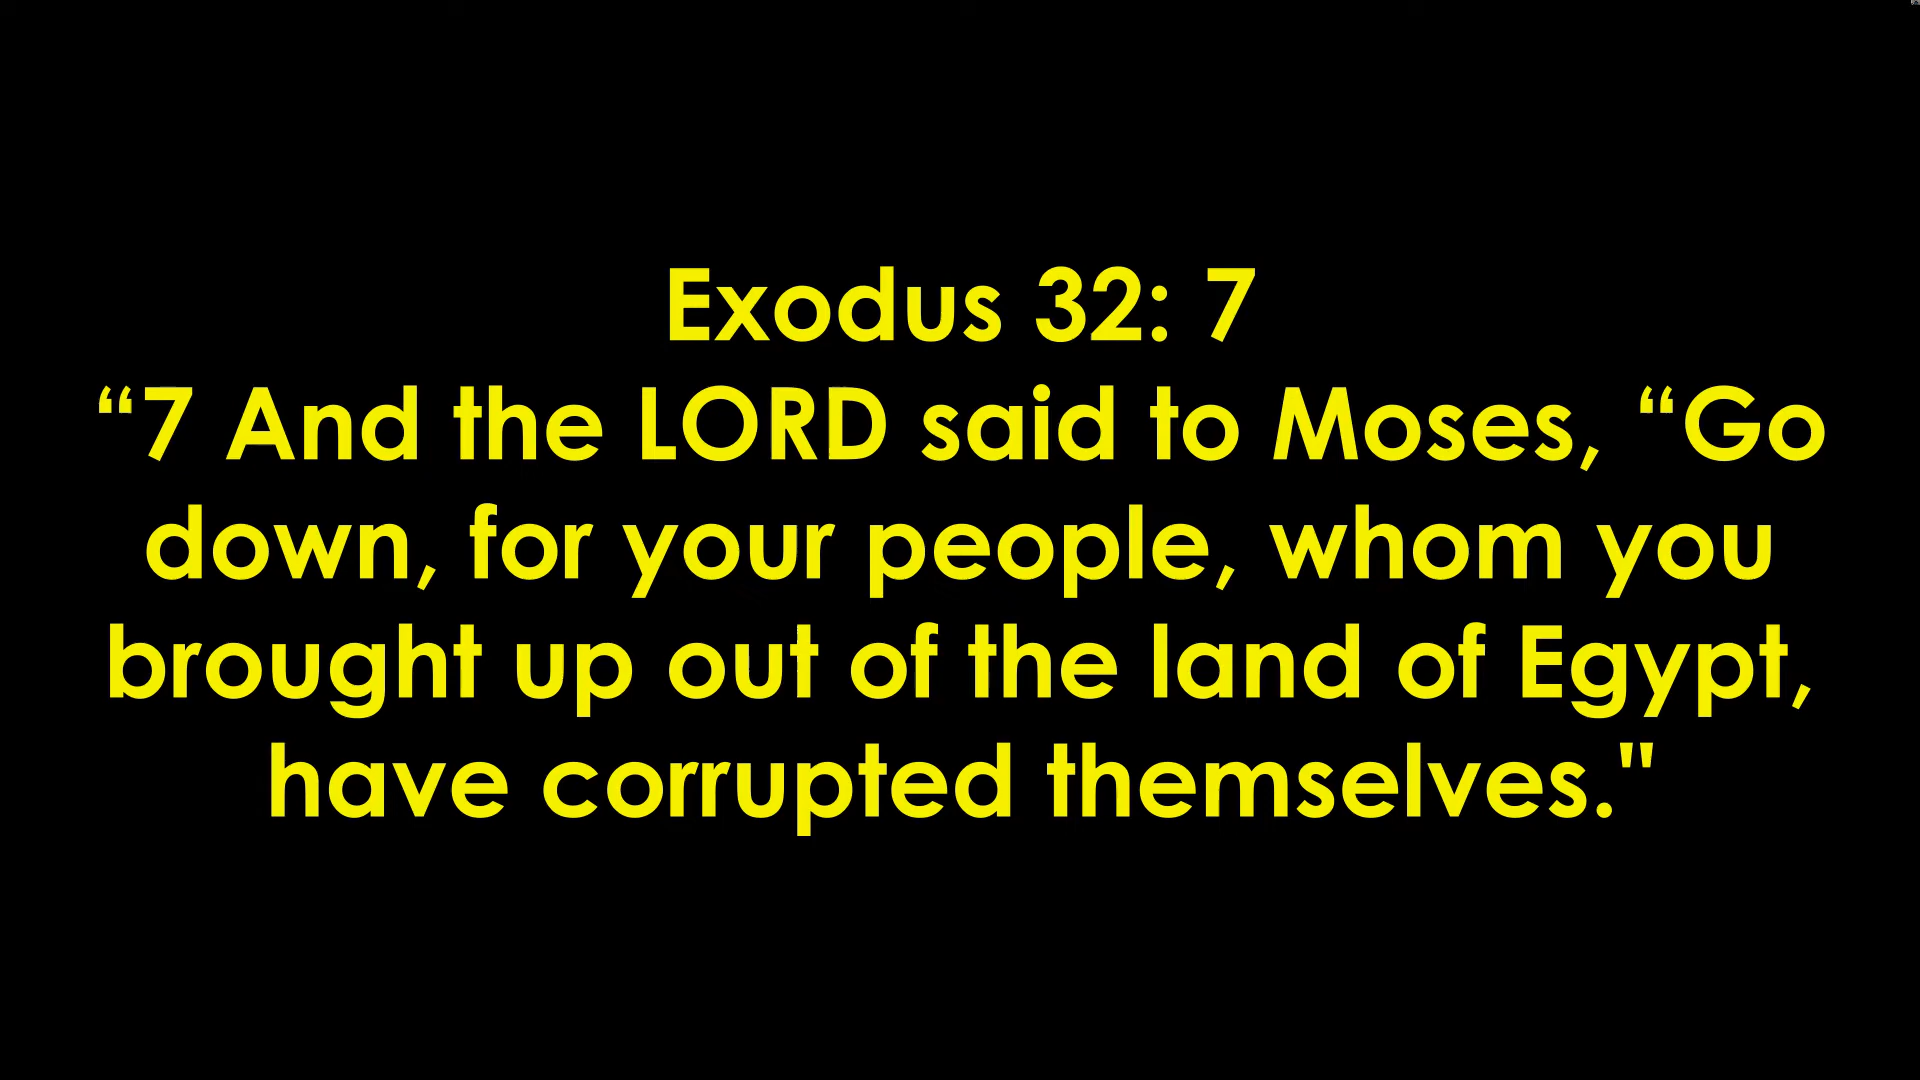 Exodus 32: 7
“7 And the LORD said to Moses, “Go
down, for your people, whom you
brought up out of the land of Egypt,
have corrupted themselves."